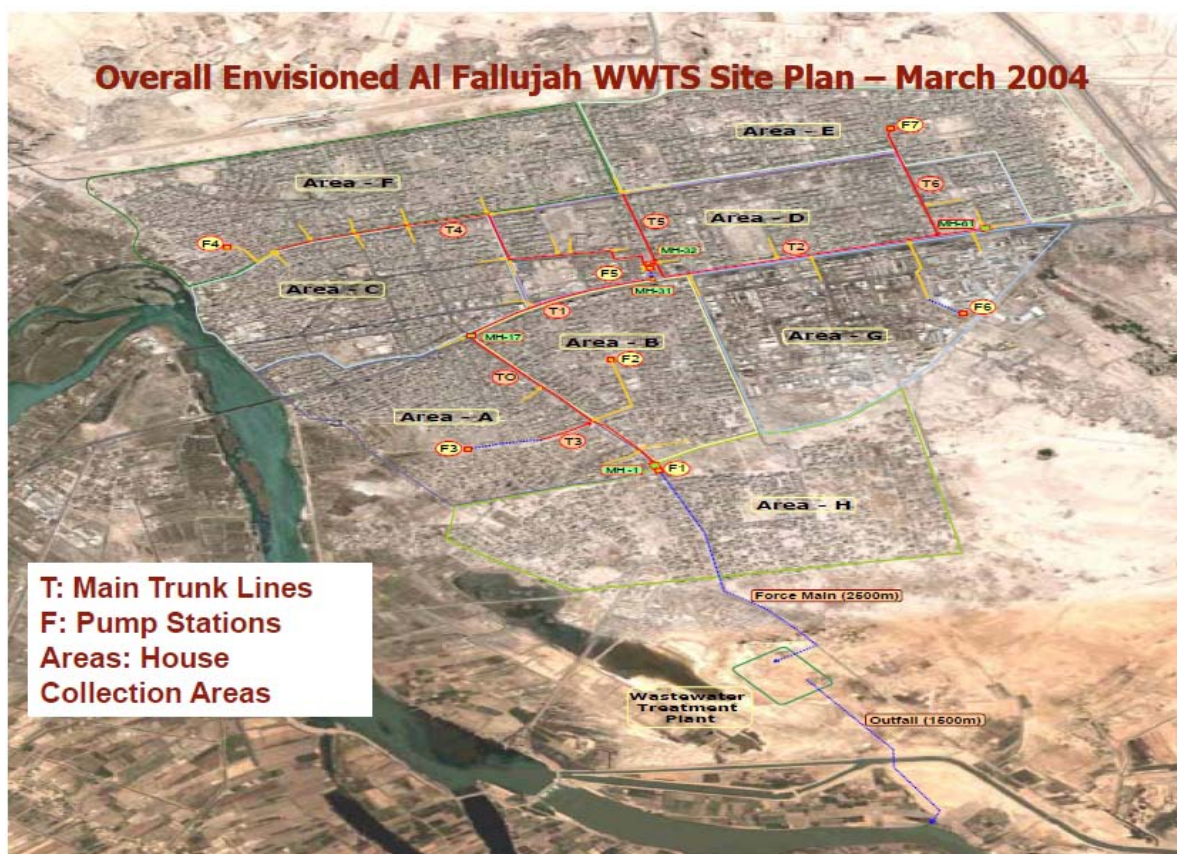 Overall Envisioned Al Fallujah WWTS Site Plan – March 2004
Area - E
F7
Area - F
T6
T4
T5
Area - D
MH-61
F4
MH-32
T2
F5
Area - C
MH-31
T1
F6
MH-17
Area - B
Area - G
F2
TO
Area - A
T3
F3
MH-1
F1
Area - H
T: Main Trunk Lines
F: Pump Stations
Areas: House
Collection Areas
Force Main (2500m)
Wastewater
Treatment
Plant
Outfall (1500m)